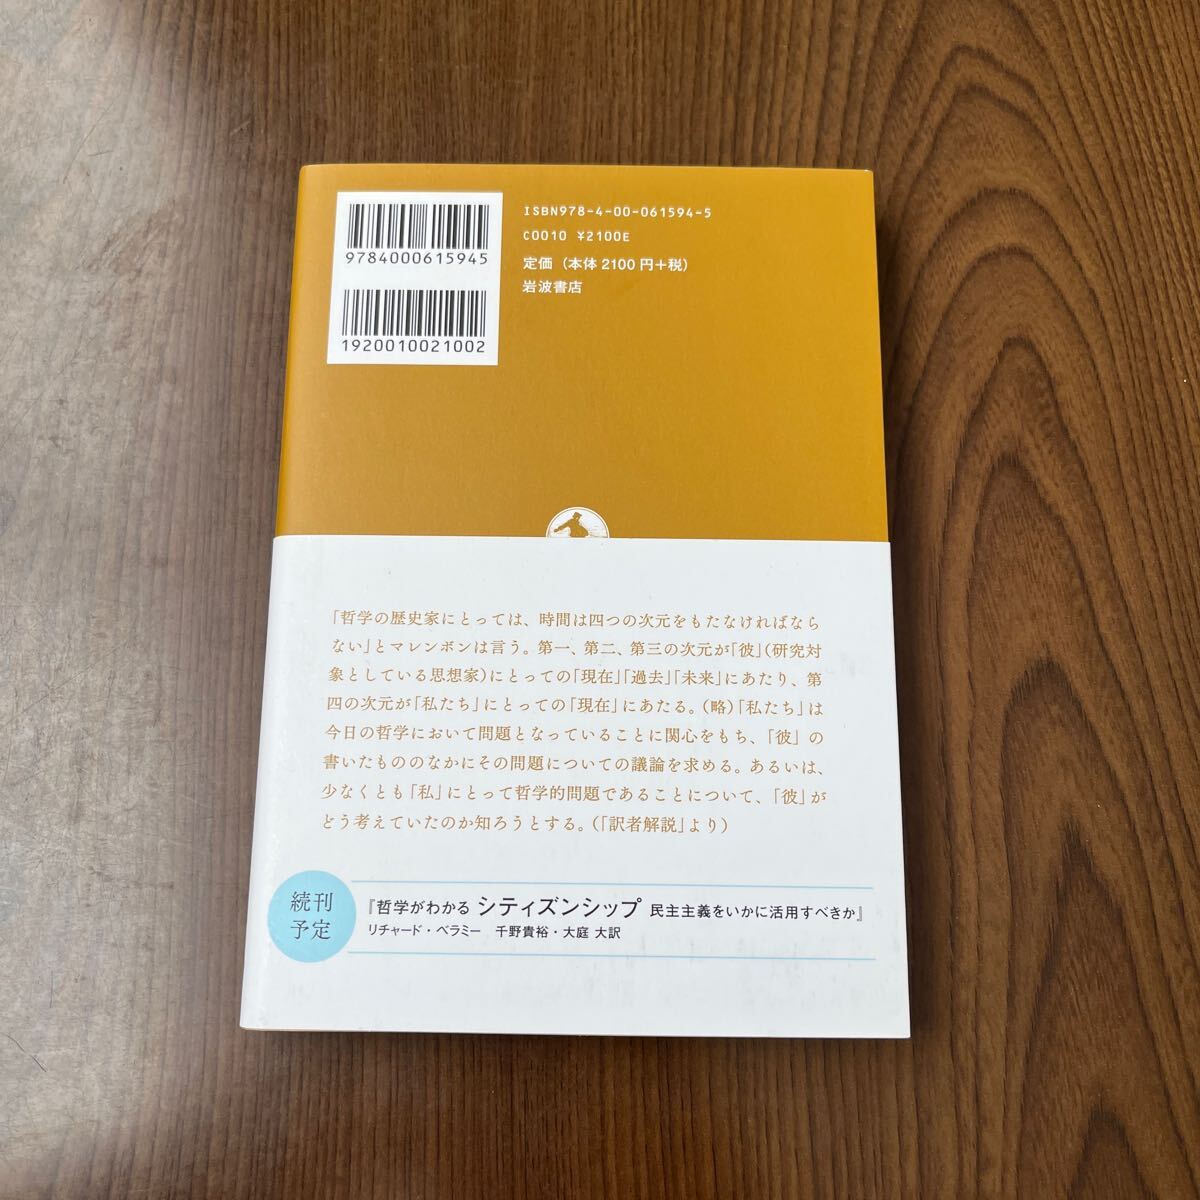 9784000615945
1920010021002
ISBN978-4-00-061594-5
C0010 ¥2100E
定価（本体 2100 円＋税）
岩波書店
「哲学の歴史家にとっては、時間は四つの次元をもたなければなら
ない」とマレンボンは言う。第一、第二、第三の次元が「彼」（研究対
象としている思想家）にとっての「現在」「過去」「未来」にあたり、第
四の次元が「私たち」にとっての「現在」にあたる。（略）「私たち」は
今日の哲学において問題となっていることに関心をもち、「彼」の
書いたもののなかにその問題についての議論を求める。あるいは、
少なくとも「私」にとって哲学的問題であることについて、「彼」が
どう考えていたのか知ろうとする。（「訳者解説」より）
続刊
予定
『哲学がわかる シティズンシップ 民主主義をいかに活用すべきか』
リチャード・ベラミー 千野貴裕・大庭 大訳